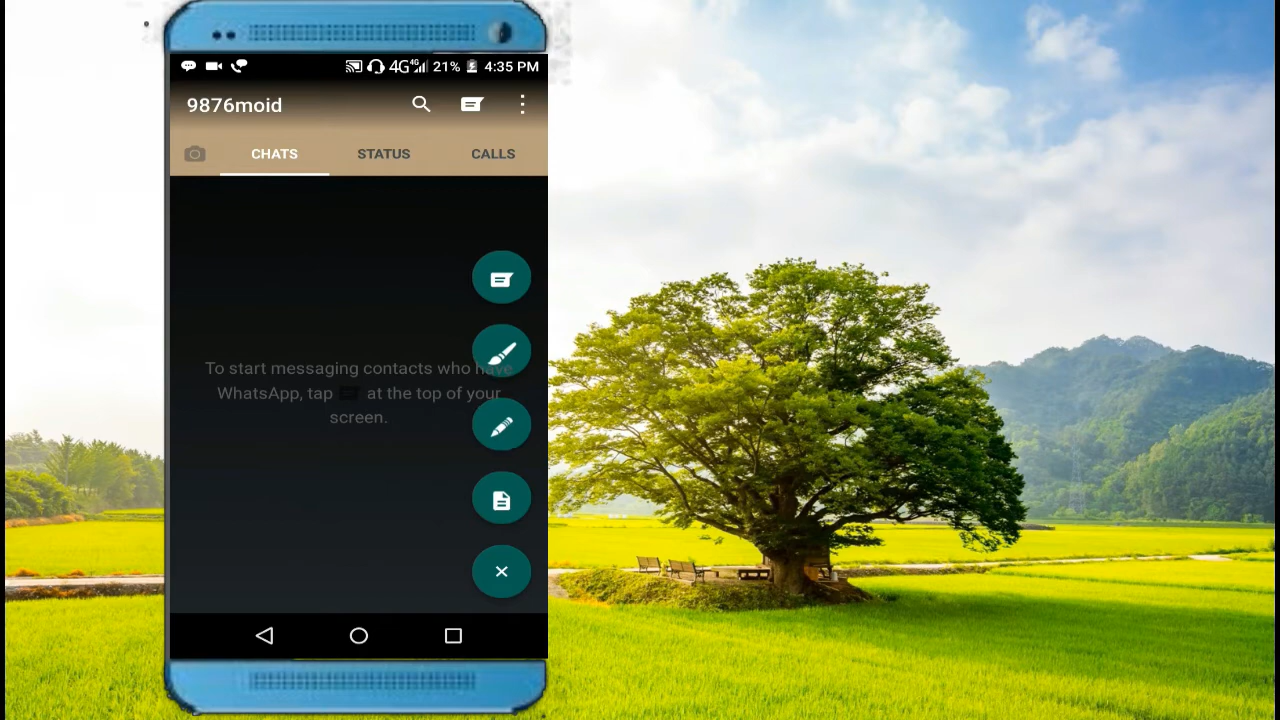 4G 4G 21% 4:35 PM
9876moid
CHATS STATUS CALLS
To start messaging contacts who have
WhatsApp, tap at the top of your
screen.